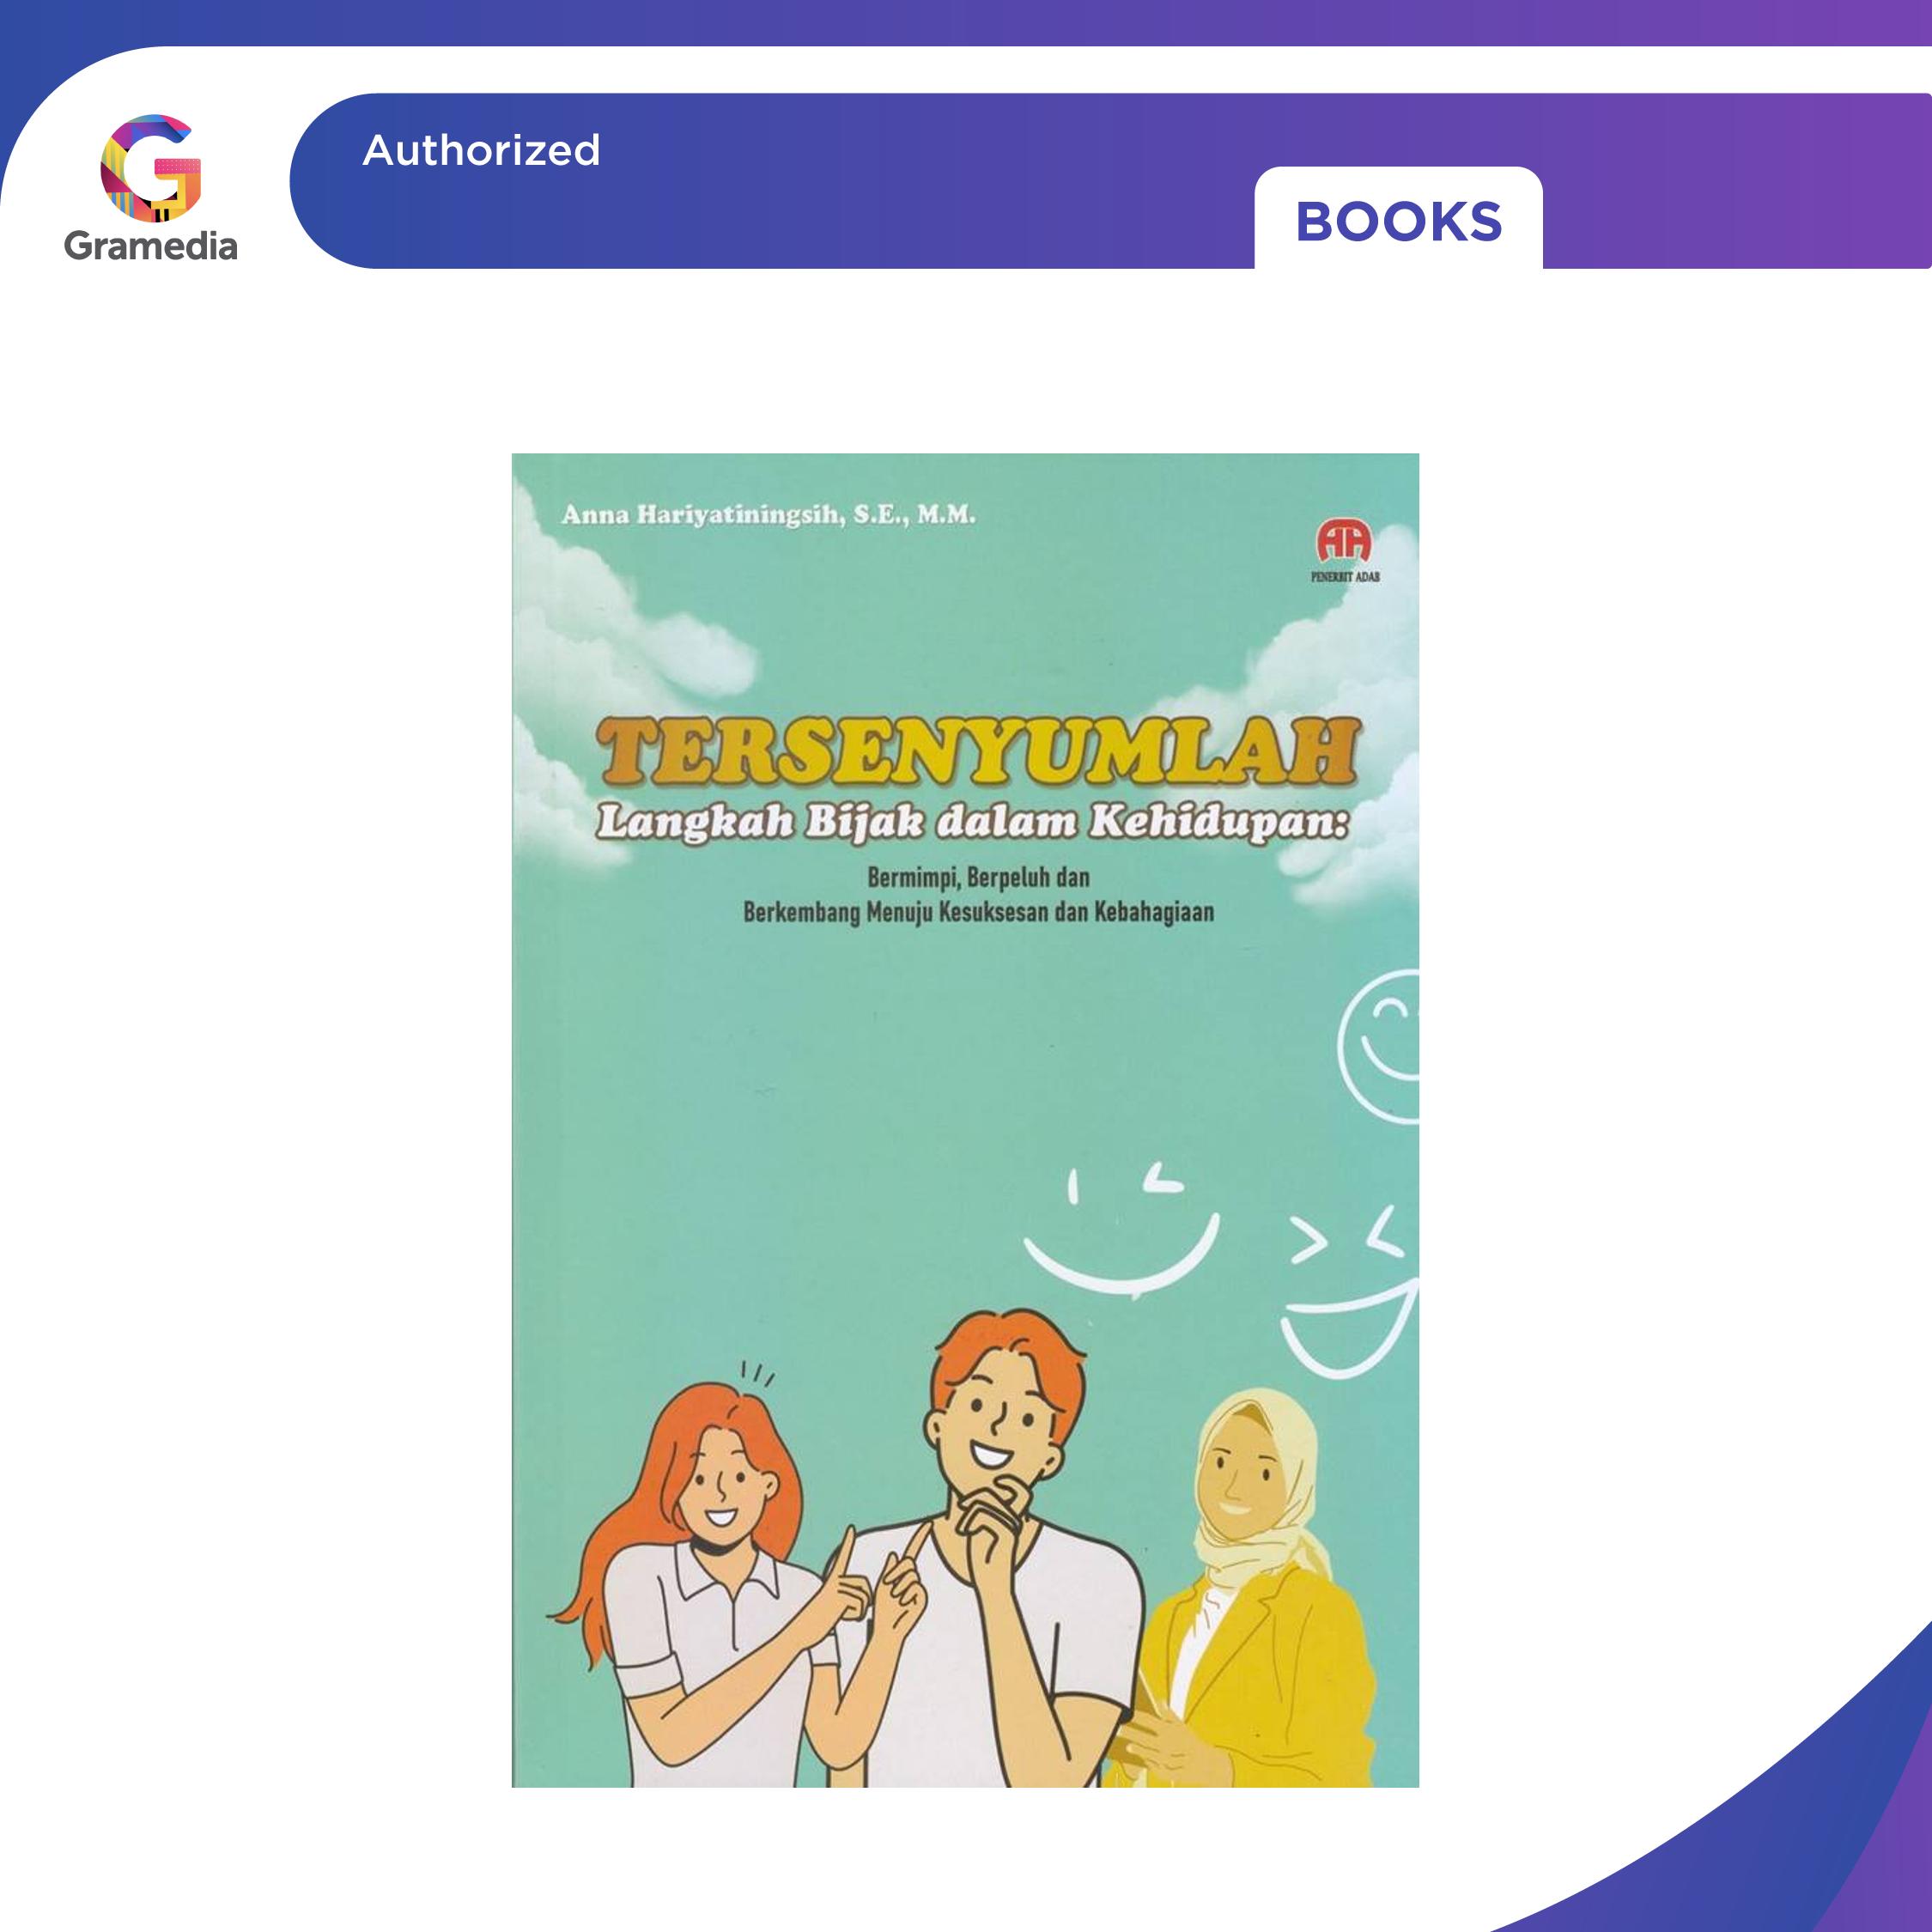 Gramedia
Authorized
BOOKS
Anna Hariyatiningsih, S.E., M.M.
PENERBIT ADAB
TERSENYUMLAH
Langkah Bijak dalam Kehidupan:
Bermimpi, Berpeluh dan
Berkembang Menuju Kesuksesan dan Kebahagiaan